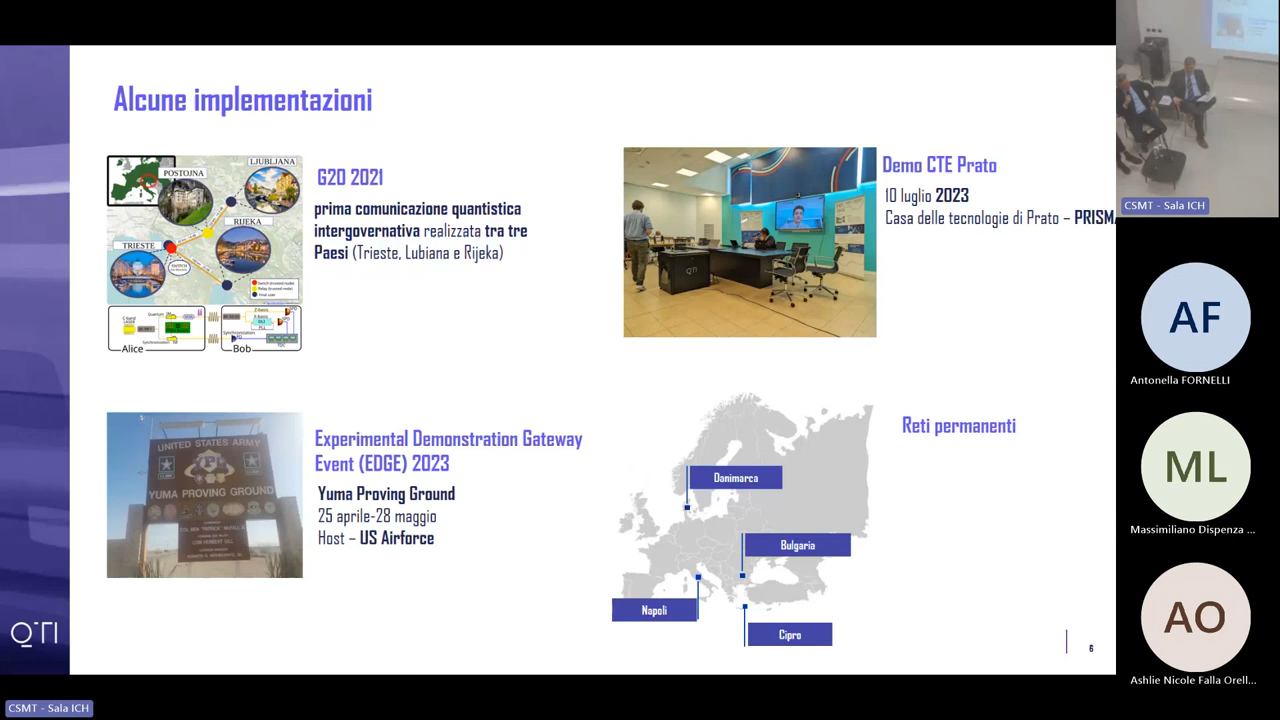 Alcune implementazioni
LJUBLJANA
POSTOJNA
RIJEKA
TRIESTE
Alice
Bob
G20 2021
prima comunicazione quantistica
intergovernativa realizzata tra tre
Paesi (Trieste, Lubiana e Rijeka)
QTI
Demo CTE Prato
10 luglio 2023
Casa delle tecnologie di Prato – PRISMA
UNITED STATES ARMY
YUMA PROVING GROUND
Experimental Demonstration Gateway
Event (EDGE) 2023
Yuma Proving Ground
25 aprile-28 maggio
Host – US Airforce
Reti permanenti
Danimarca
Bulgaria
Napoli
Cipro
QTI
6
CSMT - Sala ICH
AF
Antonella FORNELLI
ML
Massimiliano Dispenza ...
AO
Ashlie Nicole Falla Orell...
CSMT - Sala ICH